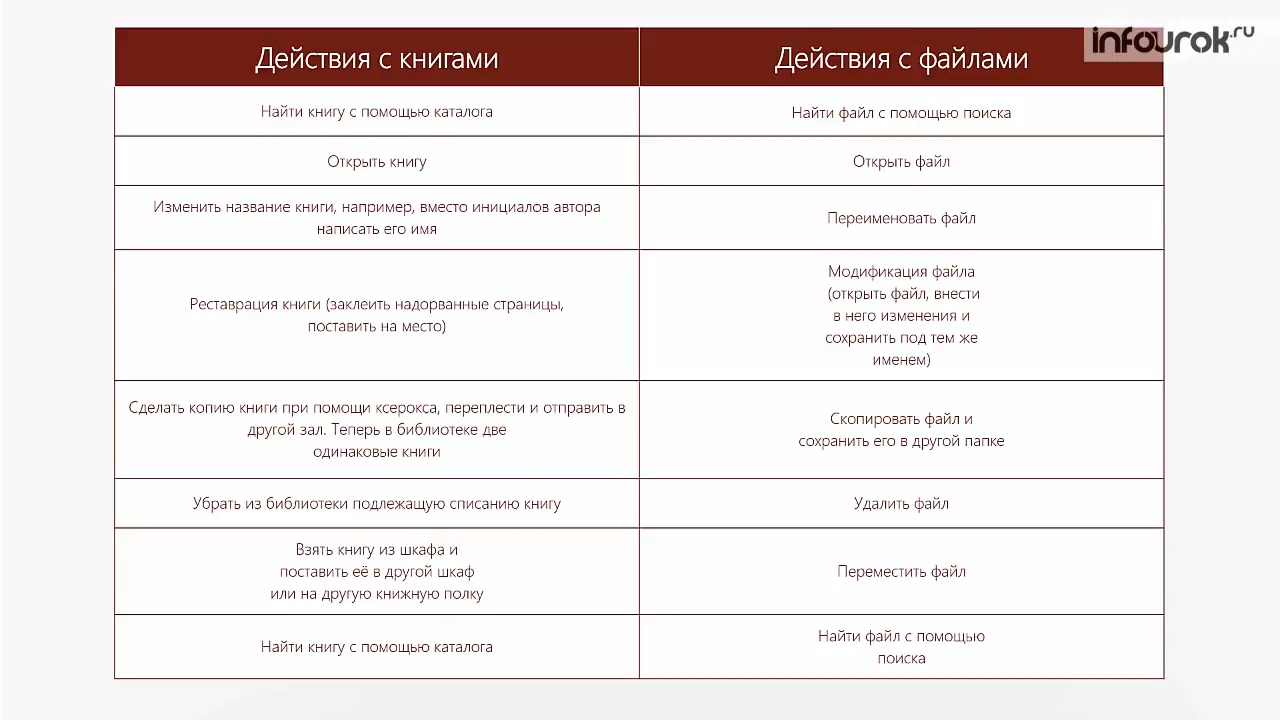 infourok.ru
Действия с книгами
Действия с файлами
Найти книгу с помощью каталога
Найти файл с помощью поиска
Открыть книгу
Открыть файл
Изменить название книги, например, вместо инициалов автора
написать его имя
Переименовать файл
Реставрация книги (заклеить надорванные страницы,
поставить на место)
Модификация файла
(открыть файл, внести
в него изменения и
сохранить под тем же
именем)
Сделать копию книги при помощи ксерокса, переплести и отправить в
другой зал. Теперь в библиотеке две
одинаковые книги
Скопировать файл и
сохранить его в другой папке
Убрать из библиотеки подлежащую списанию книгу
Удалить файл
Взять книгу из шкафа и
поставить её в другой шкаф
или на другую книжную полку
Переместить файл
Найти книгу с помощью каталога
Найти файл с помощью
поиска